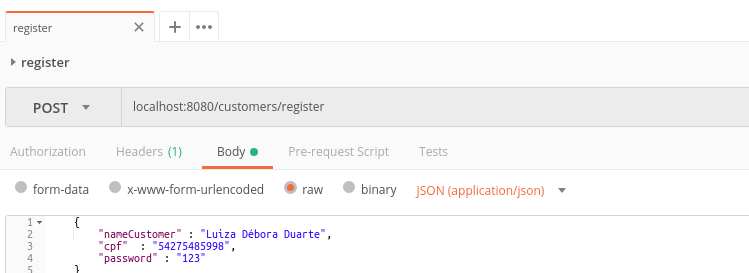 register
register
POST localhost:8080/customers/register
Authorization Headers (1) Body Pre-request Script Tests
form-data x-www-form-urlencoded raw binary JSON (application/json)
1 {
2 "nameCustomer" : "Luiza Débora Duarte",
3 "cpf"  : "54275485998",
4 "password" : "123"
5 }